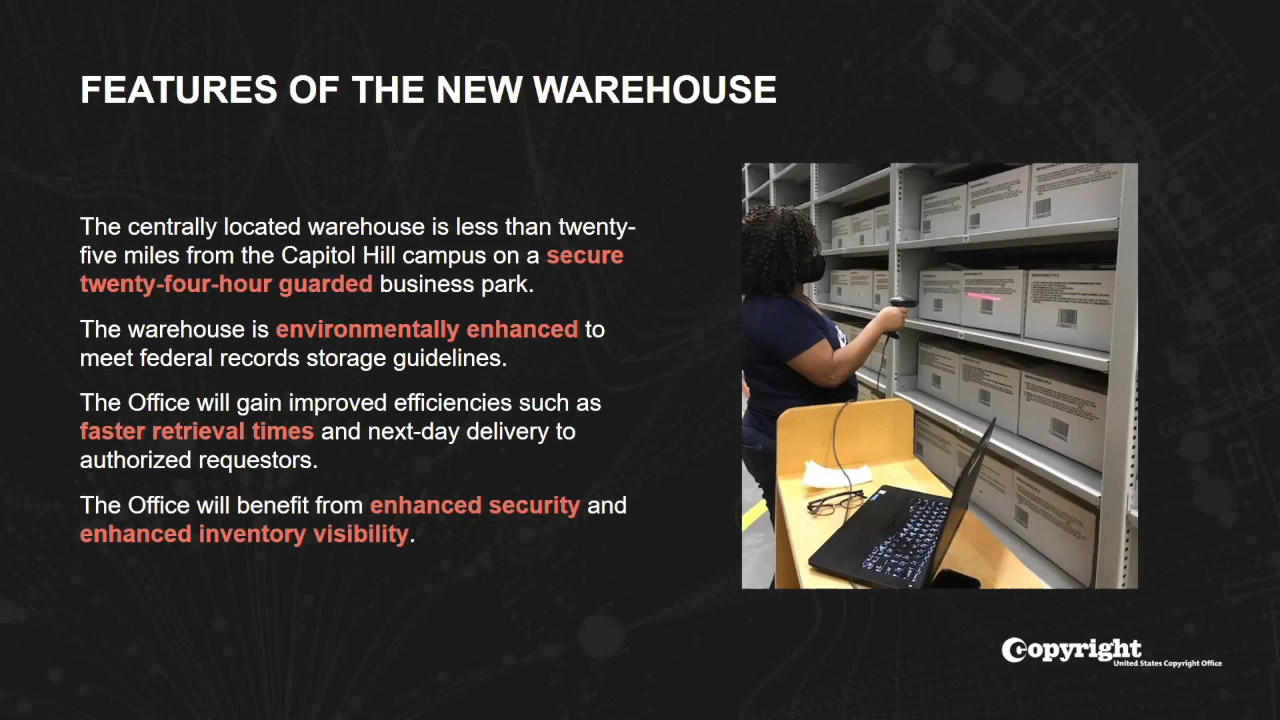 FEATURES OF THE NEW WAREHOUSE
The centrally located warehouse is less than twenty-
five miles from the Capitol Hill campus on a secure
twenty-four-hour guarded business park.
The warehouse is environmentally enhanced to
meet federal records storage guidelines.
The Office will gain improved efficiencies such as
faster retrieval times and next-day delivery to
authorized requestors.
The Office will benefit from enhanced security and
enhanced inventory visibility.
Copyright
United States Copyright Office